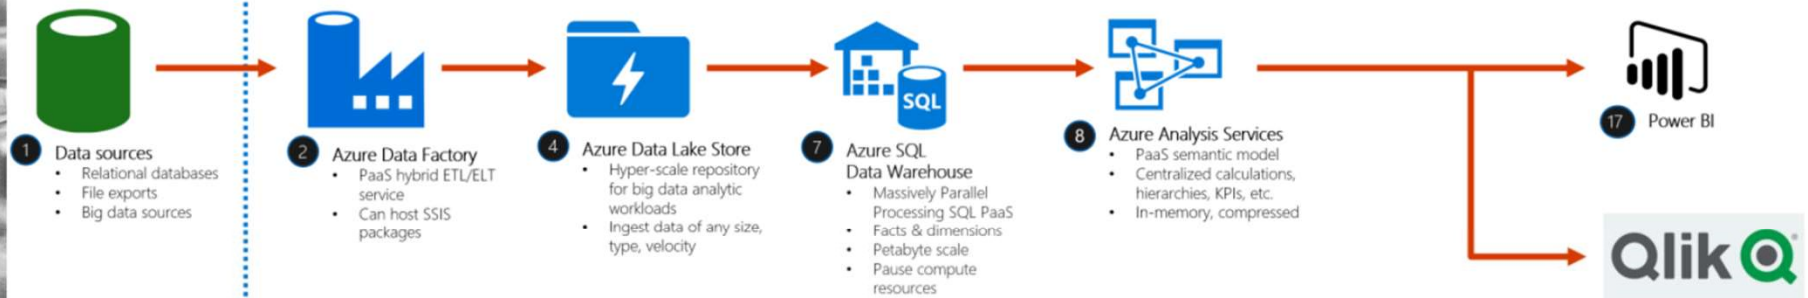 1
Data sources
• Relational databases
• File exports
• Big data sources
2
Azure Data Factory
• PaaS hybrid ETL/ELT
service
• Can host SSIS
packages
4
Azure Data Lake Store
• Hyper-scale repository
for big data analytic
workloads
• Ingest data of any size,
type, velocity
SQL
7
Azure SQL
Data Warehouse
• Massively Parallel
Processing SQL PaaS
• Facts & dimensions
• Petabyte scale
• Pause compute
resources
8
Azure Analysis Services
• PaaS semantic model
• Centralized calculations,
hierarchies, KPIs, etc.
• In-memory, compressed
17
Power BI
Qlik